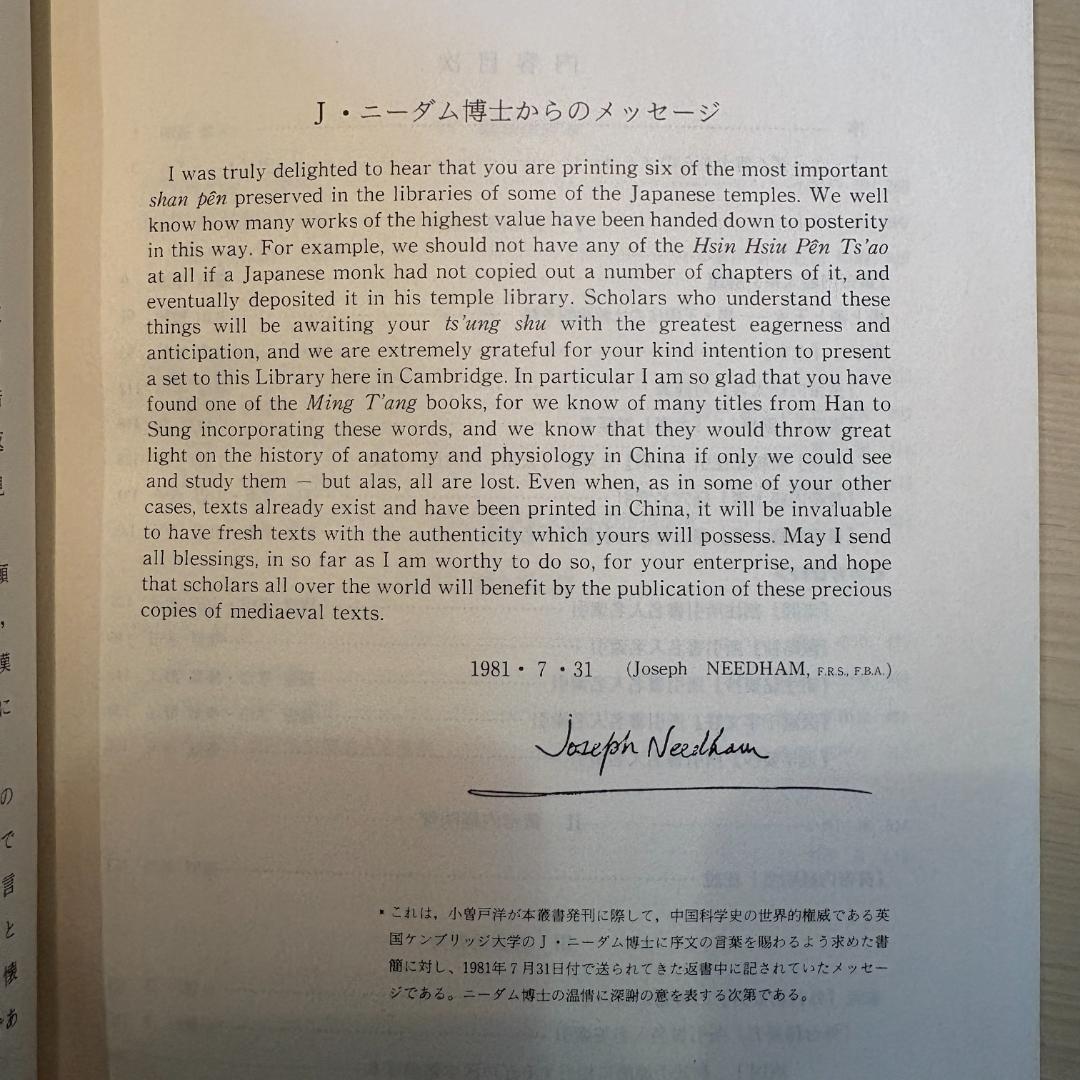 J・ニーダム博士からのメッセージ
I was truly delighted to hear that you are printing six of the most important
shan pên preserved in the libraries of some of the Japanese temples. We well
know how many works of the highest value have been handed down to posterity
in this way. For example, we should not have any of the Hsin Hsiu Pên Ts'ao
at all if a Japanese monk had not copied out a number of chapters of it, and
eventually deposited it in his temple library. Scholars who understand these
things will be awaiting your ts'ung shu with the greatest eagerness and
anticipation, and we are extremely grateful for your kind intention to present
a set to this Library here in Cambridge. In particular I am so glad that you have
found one of the Ming T'ang books, for we know of many titles from Han to
Sung incorporating these words, and we know that they would throw great
light on the history of anatomy and physiology in China if only we could see
and study them — but alas, all are lost. Even when, as in some of your other
cases, texts already exist and have been printed in China, it will be invaluable
to have fresh texts with the authenticity which yours will possess. May I send
all blessings, in so far as I am worthy to do so, for your enterprise, and hope
that scholars all over the world will benefit by the publication of these precious
copies of mediaeval texts.
1981・7・31 (Joseph NEEDHAM, F.R.S., F.B.A.)
Joseph Needham
* これは，小曽戸洋が本叢書発刊に際して，中国科学史の世界的権威である英
国ケンブリッジ大学のJ・ニーダム博士に序文の言葉を賜わるよう求めた書
簡に対し、1981年7月31日付で送られてきた返書中に記されていたメッセー
ジである。ニーダム博士の温情に深謝の意を表する次第である。